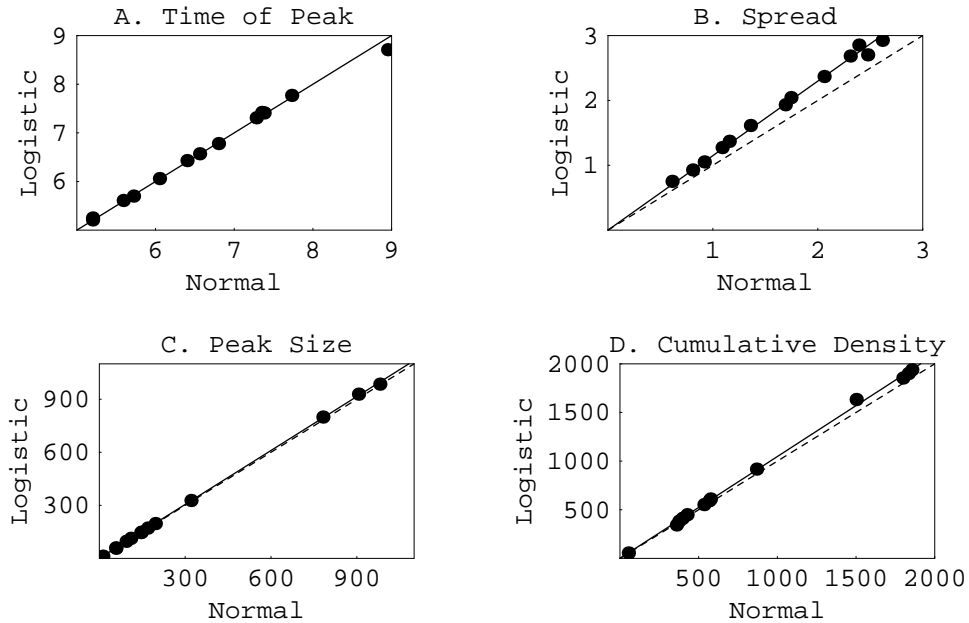 A. Time of Peak
9
8
7
6
Logistic
6 7 8 9
Normal
B. Spread
3
2
1
Logistic
1 2 3
Normal
C. Peak Size
900
600
300
Logistic
300 600 900
Normal
D. Cumulative Density
2000
1500
1000
500
Logistic
500 1000 1500 2000
Normal